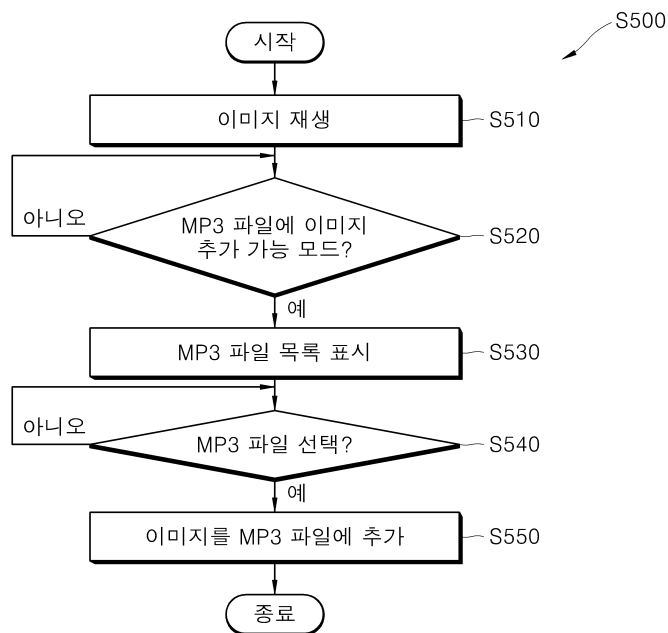 S500
시작
이미지 재생
S510
아니오
MP3 파일에 이미지
추가 가능 모드?
S520
예
MP3 파일 목록 표시
S530
아니오
MP3 파일 선택?
S540
예
이미지를 MP3 파일에 추가
S550
종료